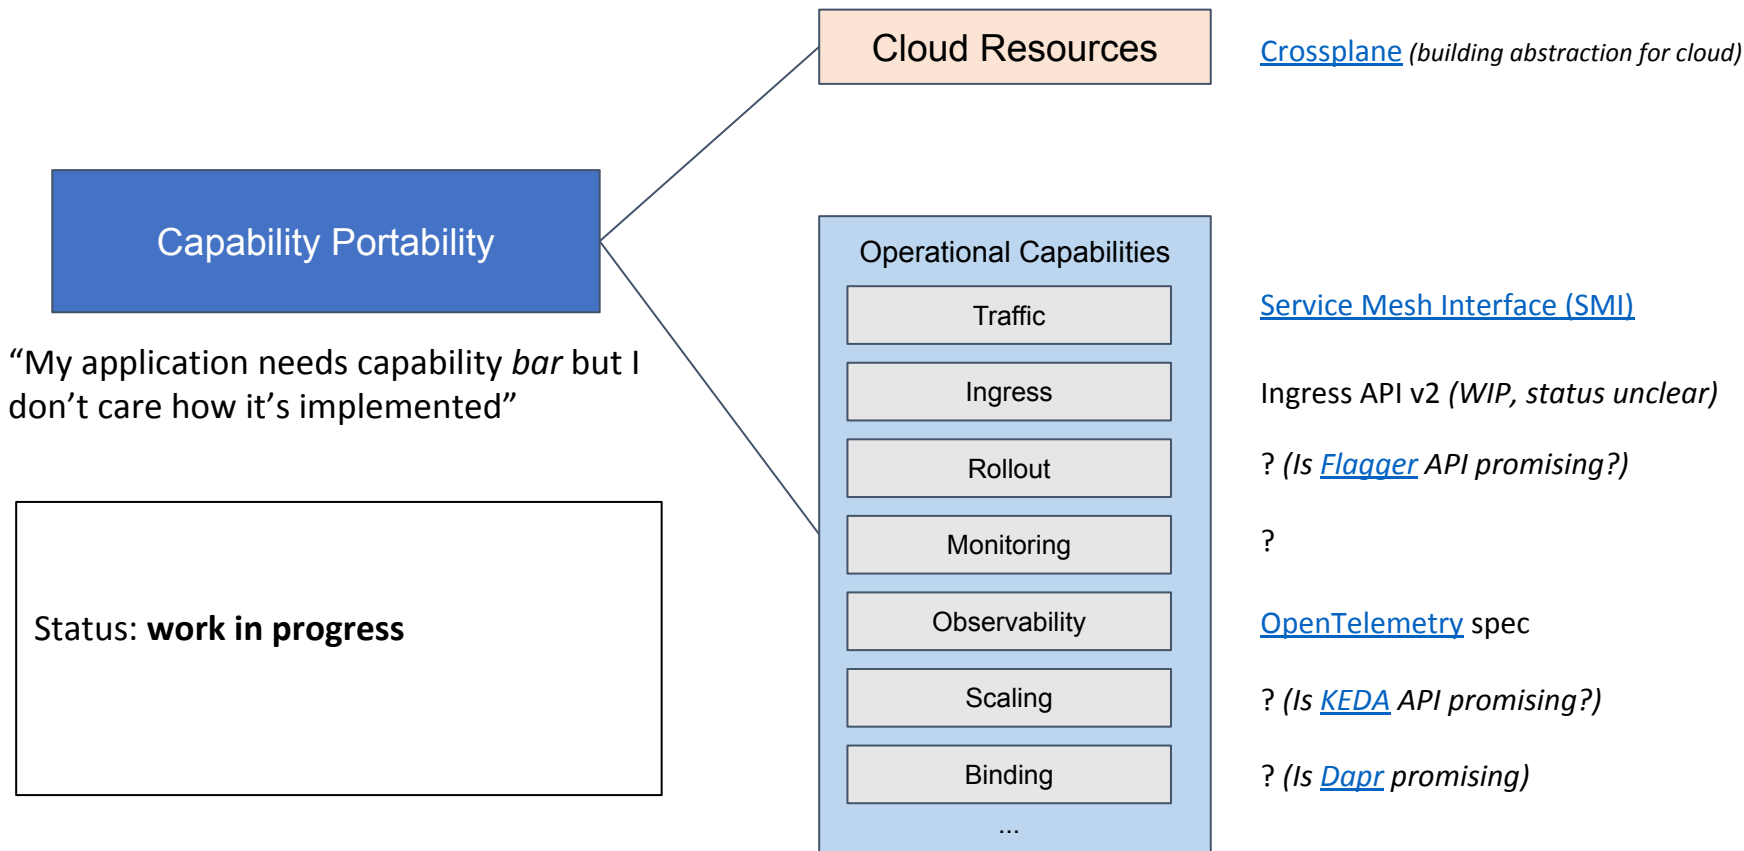 Cloud Resources
Crossplane (building abstraction for cloud)
Capability Portability
“My application needs capability bar but I
don’t care how it’s implemented”
Status: work in progress
Operational Capabilities
Traffic
Service Mesh Interface (SMI)
Ingress
Ingress API v2 (WIP, status unclear)
Rollout
? (Is Flagger API promising?)
Monitoring
?
Observability
OpenTelemetry spec
Scaling
? (Is KEDA API promising?)
Binding
? (Is Dapr promising)
...